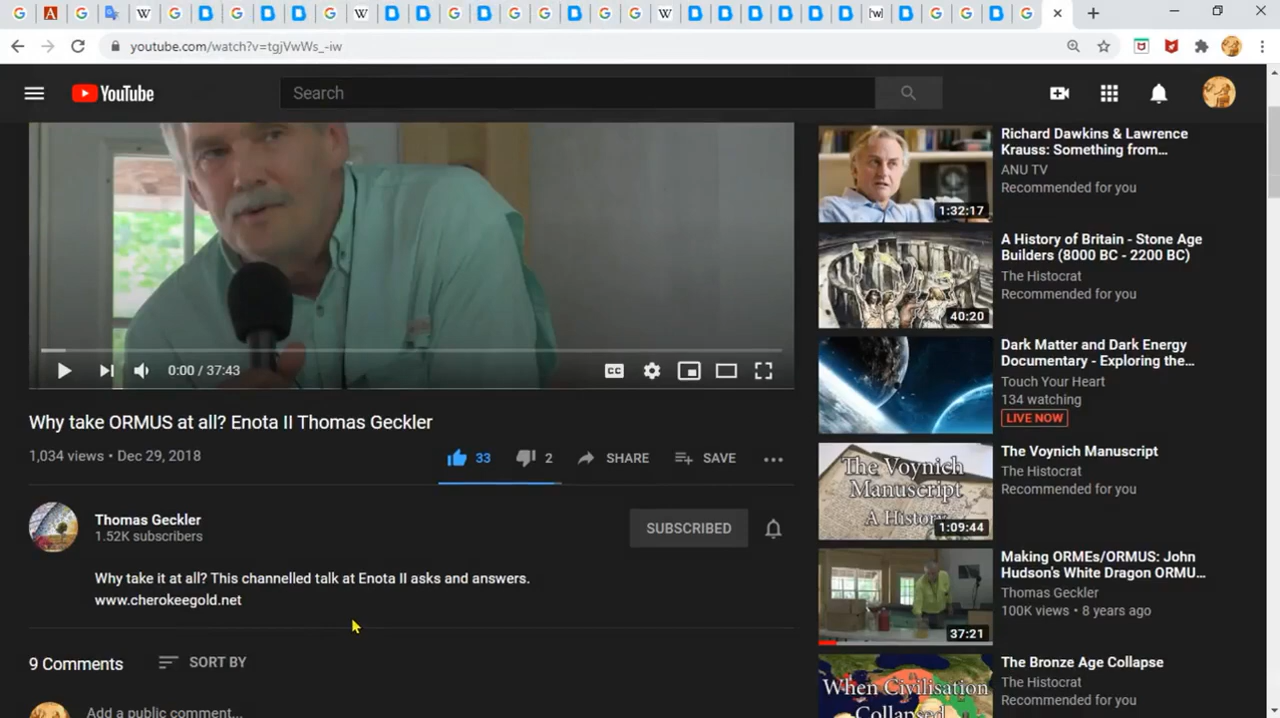 youtube.com/watch?v=tgjVwWs_-iw
YouTube
Search
0:00 / 37:43
Why take ORMUS at all? Enota II Thomas Geckler
1,034 views • Dec 29, 2018
33
2
SHARE
SAVE
Thomas Geckler
1.52K subscribers
SUBSCRIBED
Why take it at all? This channelled talk at Enota II asks and answers.
www.cherokeegold.net
9 Comments
SORT BY
Add a public comment...
Richard Dawkins & Lawrence
Krauss: Something from...
ANU TV
Recommended for you
1:32:17
A History of Britain - Stone Age
Builders (8000 BC - 2200 BC)
The Histocrat
Recommended for you
40:20
Dark Matter and Dark Energy
Documentary - Exploring the...
Touch Your Heart
134 watching
LIVE NOW
The Voynich
Manuscript
A History
1:09:44
The Voynich Manuscript
The Histocrat
Recommended for you
Making ORMEs/ORMUS: John
Hudson's White Dragon ORMU...
Thomas Geckler
100K views • 8 years ago
37:21
When Civilisation
Collapsed
The Bronze Age Collapse
The Histocrat
Recommended for you